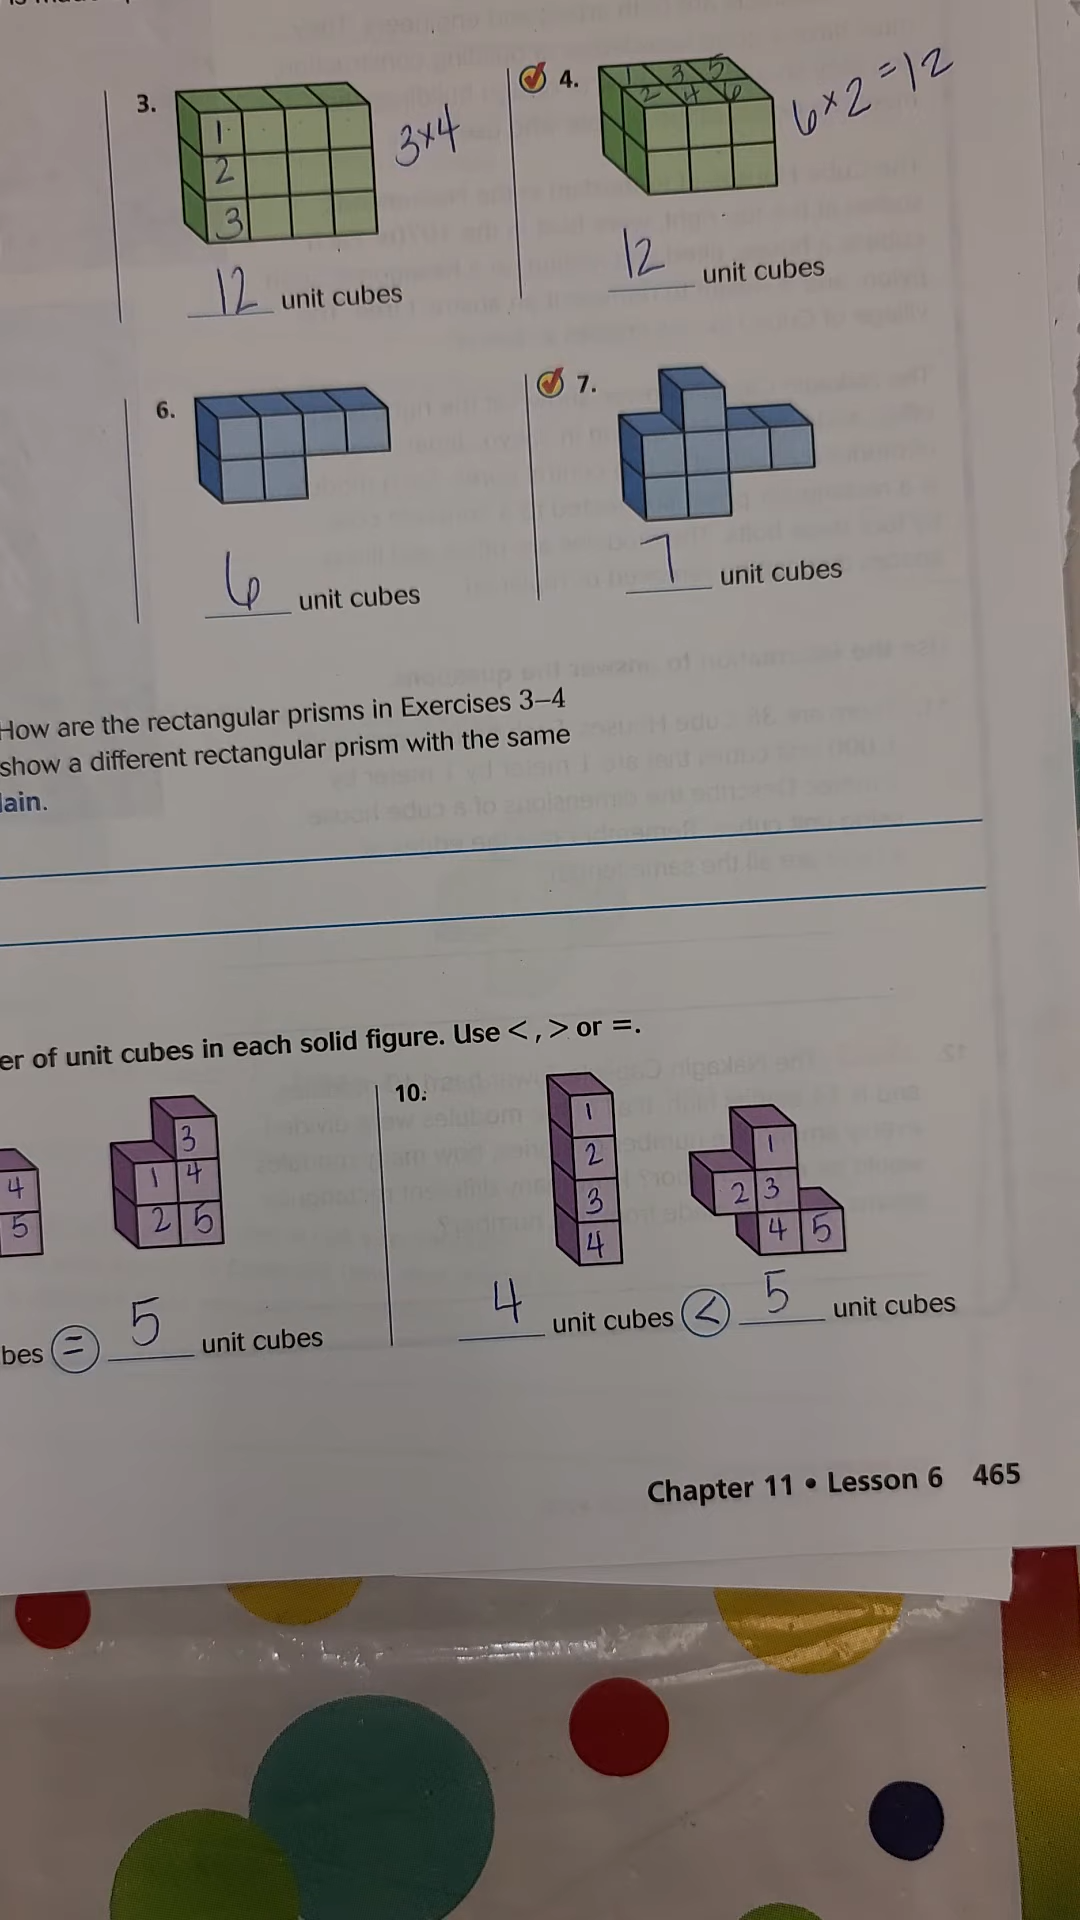 3.
1
2
3
3×4
12 unit cubes
4.
1 3 5
2 4 6
6×2=12
12 unit cubes
6.
6 unit cubes
7.
7 unit cubes
How are the rectangular prisms in Exercises 3–4
show a different rectangular prism with the same
lain.
er of unit cubes in each solid figure. Use <, > or =.
4
5
3
1 4
2 5
bes = 5 unit cubes
10.
1
2
3
4
1
2 3
4 5
4 unit cubes < 5 unit cubes
Chapter 11 • Lesson 6 465